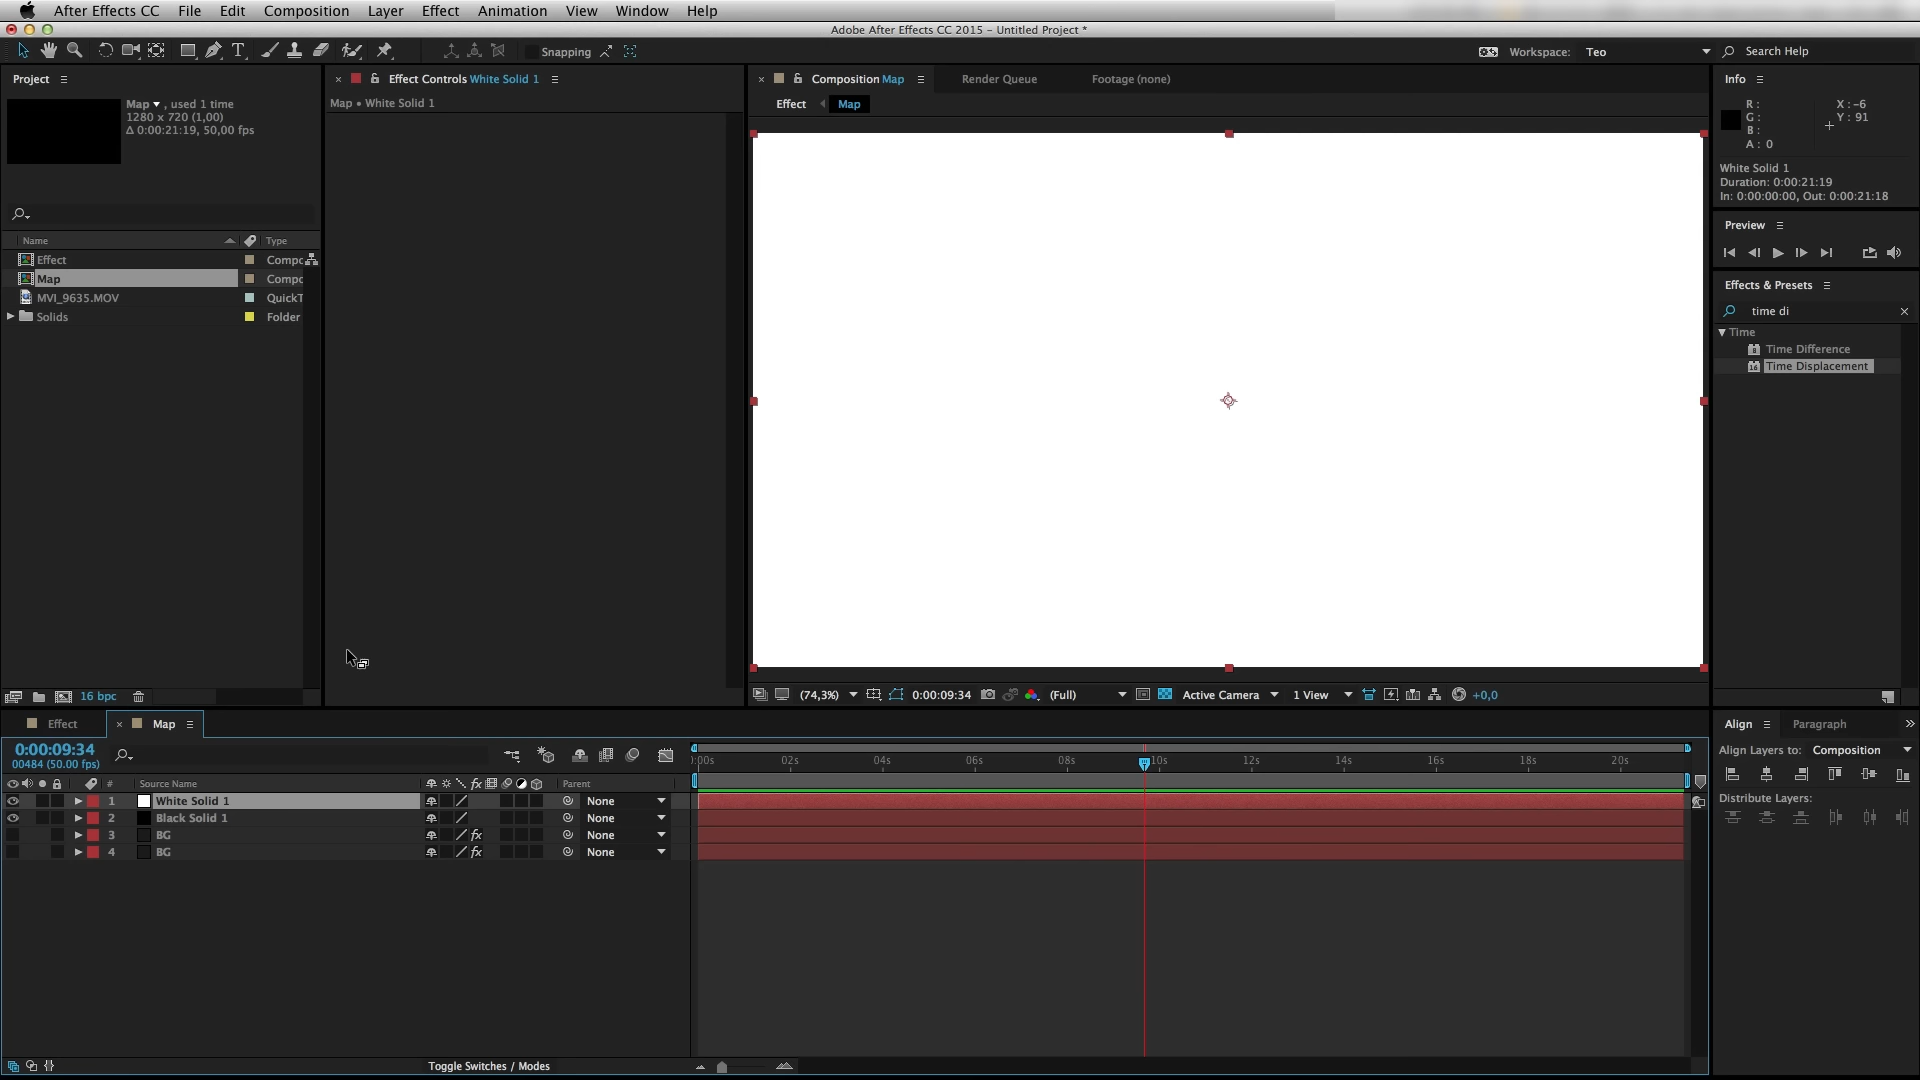 After Effects CC File Edit Composition Layer Effect Animation View Window Help
Adobe After Effects CC 2015 - Untitled Project *
Snapping
Workspace: Teo
Search Help
Project
Map , used 1 time
1280 x 720 (1,00)
Δ 0:00:21:19, 50,00 fps
Name Type
Effect Compo
Map Compo
MVI_9635.MOV QuickT
Solids Folder
16 bpc
Effect Controls White Solid 1
Map • White Solid 1
Composition Map
Render Queue
Footage (none)
Effect Map
(74,3%) 0:00:09:34 (Full) Active Camera 1 View +0,0
Info
R : X : -6
G : Y : 91
B :
A : 0
White Solid 1
Duration: 0:00:21:19
In: 0:00:00:00, Out: 0:00:21:18
Preview
Effects & Presets
time di
Time
Time Difference
Time Displacement
Effect Map
0:00:09:34
00484 (50.00 fps)
# Source Name Parent
1 White Solid 1 None
2 Black Solid 1 None
3 BG fx None
4 BG fx None
):00s 02s 04s 06s 08s 10s 12s 14s 16s 18s 20s
Toggle Switches / Modes
Align Paragraph
Align Layers to: Composition
Distribute Layers: